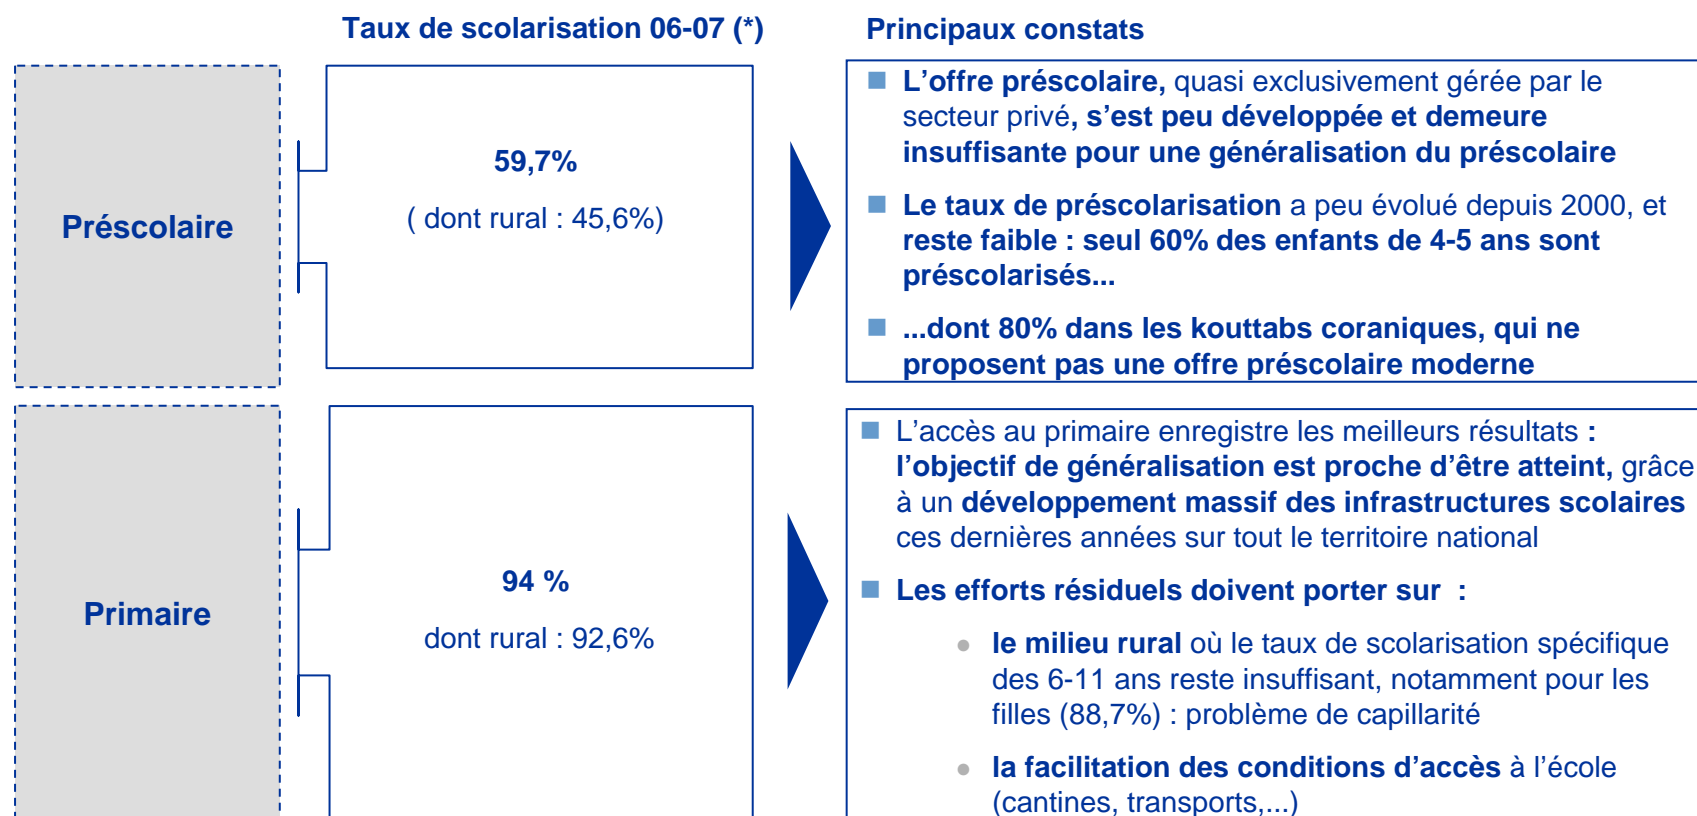 Taux de scolarisation 06-07 (*)
Principaux constats
Préscolaire
59,7%
( dont rural : 45,6%)
L’offre préscolaire, quasi exclusivement gérée par le
secteur privé, s’est peu développée et demeure
insuffisante pour une généralisation du préscolaire
Le taux de préscolarisation a peu évolué depuis 2000, et
reste faible : seul 60% des enfants de 4-5 ans sont
préscolarisés...
...dont 80% dans les kouttabs coraniques, qui ne
proposent pas une offre préscolaire moderne
Primaire
94 %
dont rural : 92,6%
L’accès au primaire enregistre les meilleurs résultats :
l’objectif de généralisation est proche d’être atteint, grâce
à un développement massif des infrastructures scolaires
ces dernières années sur tout le territoire national
Les efforts résiduels doivent porter sur :
le milieu rural où le taux de scolarisation spécifique
des 6-11 ans reste insuffisant, notamment pour les
filles (88,7%) : problème de capillarité
la facilitation des conditions d’accès à l’école
(cantines, transports,...)